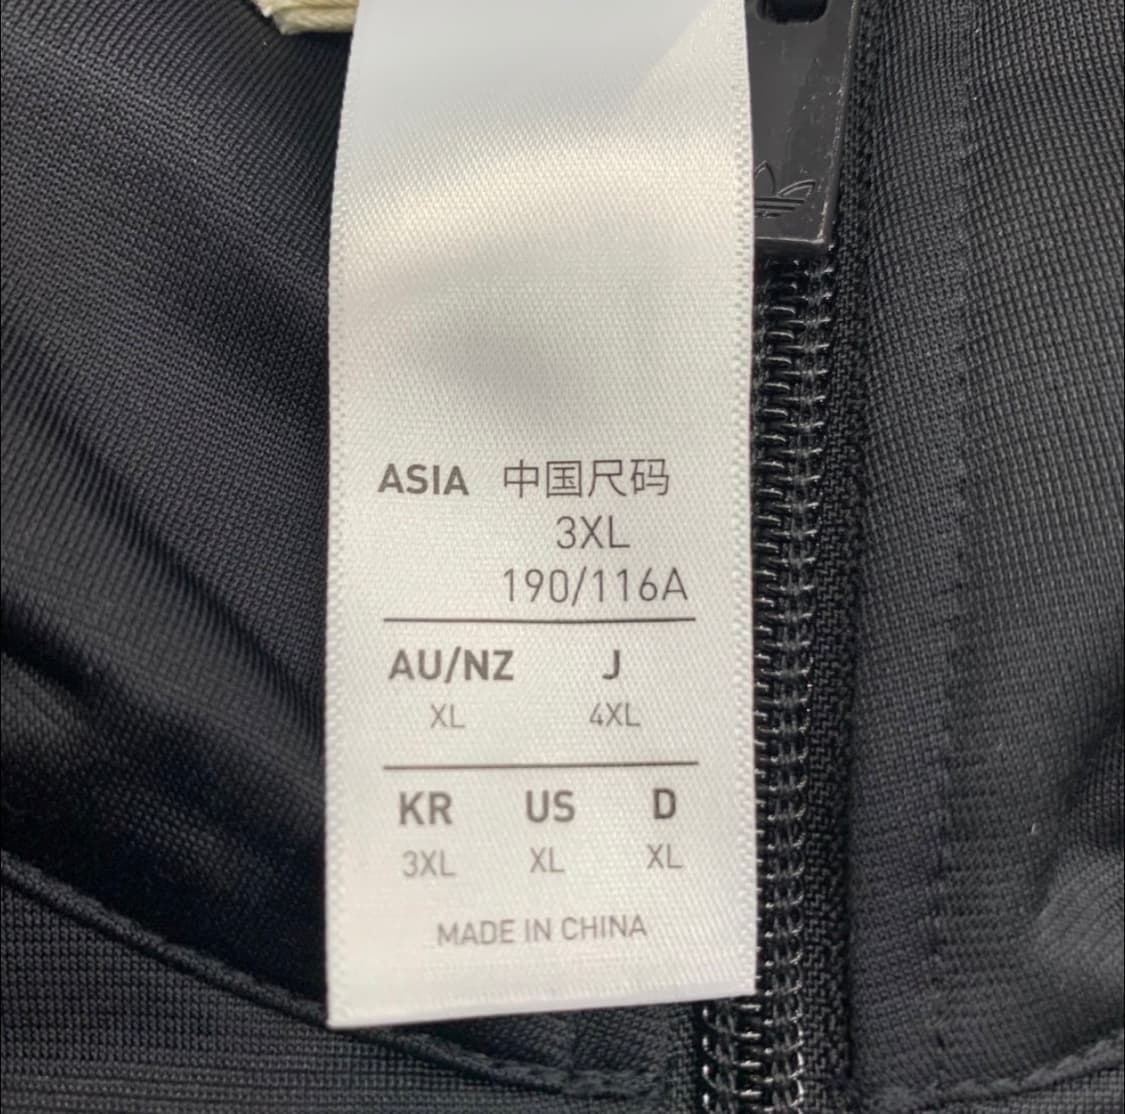 ASIA 中国尺码
3XL
190/116A
AU/NZ J
XL 4XL
KR US D
3XL XL XL
MADE IN CHINA